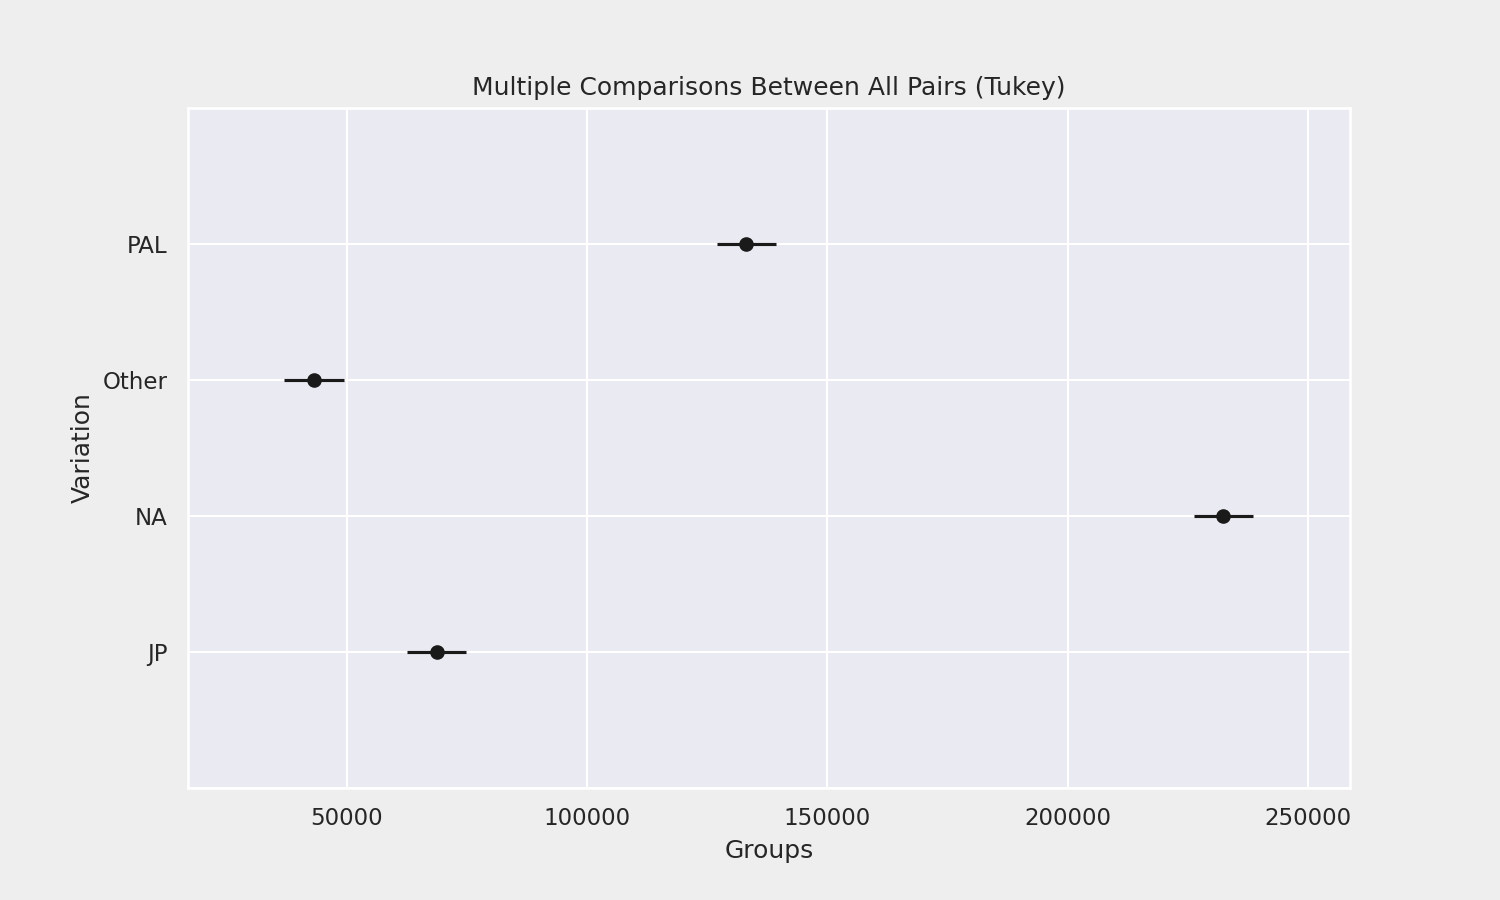 Multiple Comparisons Between All Pairs (Tukey)
PAL
Other
NA
JP
Variation
50000 100000 150000 200000 250000
Groups